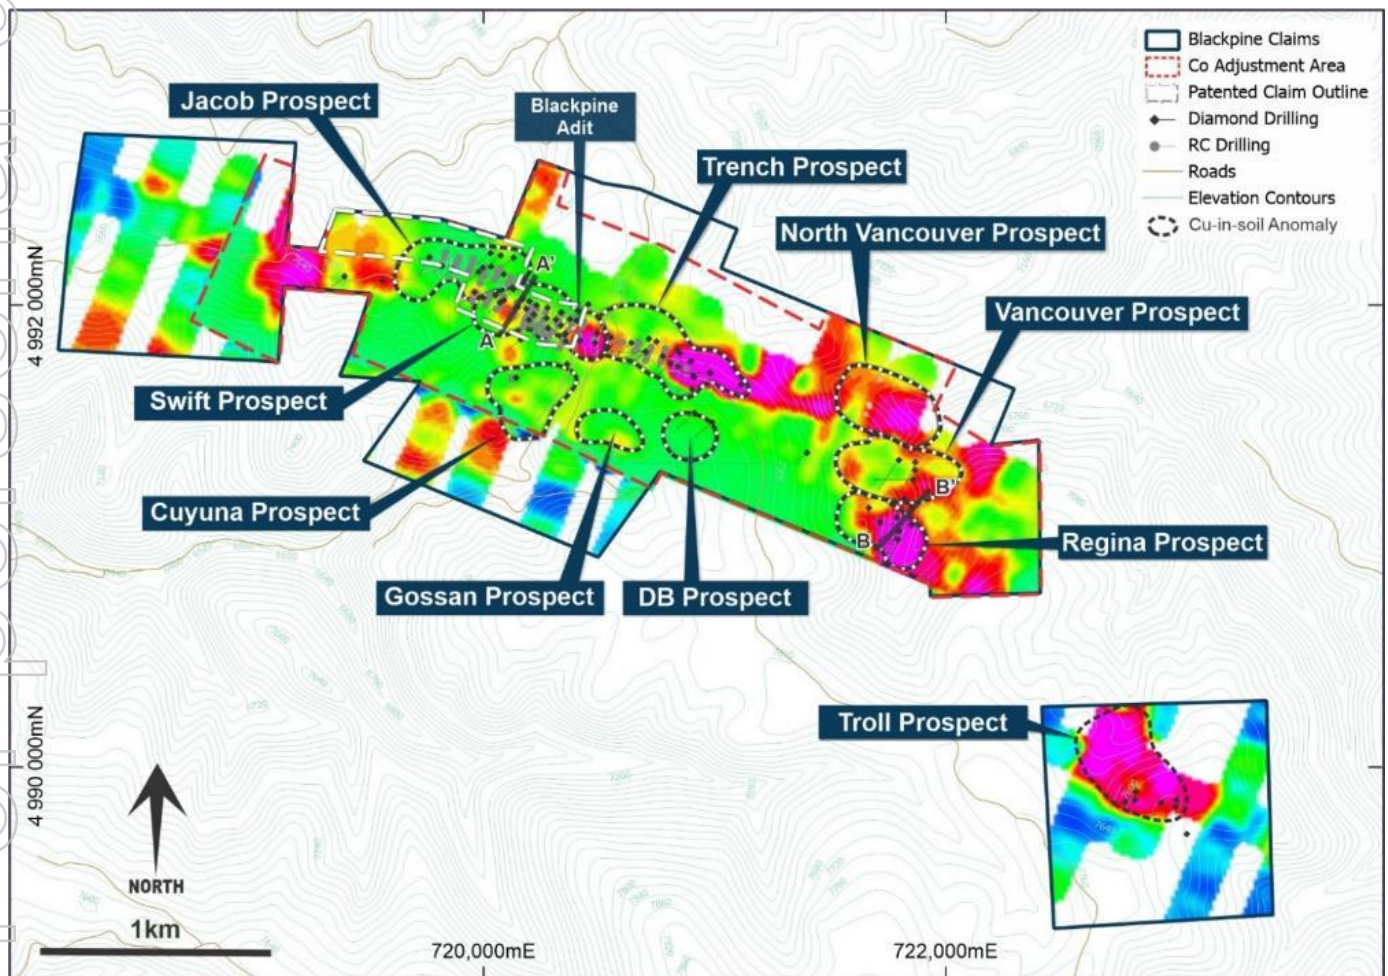 Blackpine Claims
Co Adjustment Area
Patented Claim Outline
Diamond Drilling
RC Drilling
Roads
Elevation Contours
Cu-in-soil Anomaly
Jacob Prospect
Blackpine
Adit
Trench Prospect
North Vancouver Prospect
Vancouver Prospect
A'
A
4 992 000mN
Swift Prospect
Cuyuna Prospect
B'
B
Regina Prospect
Gossan Prospect
DB Prospect
Troll Prospect
4 990 000mN
NORTH
1km
720,000mE
722,000mE